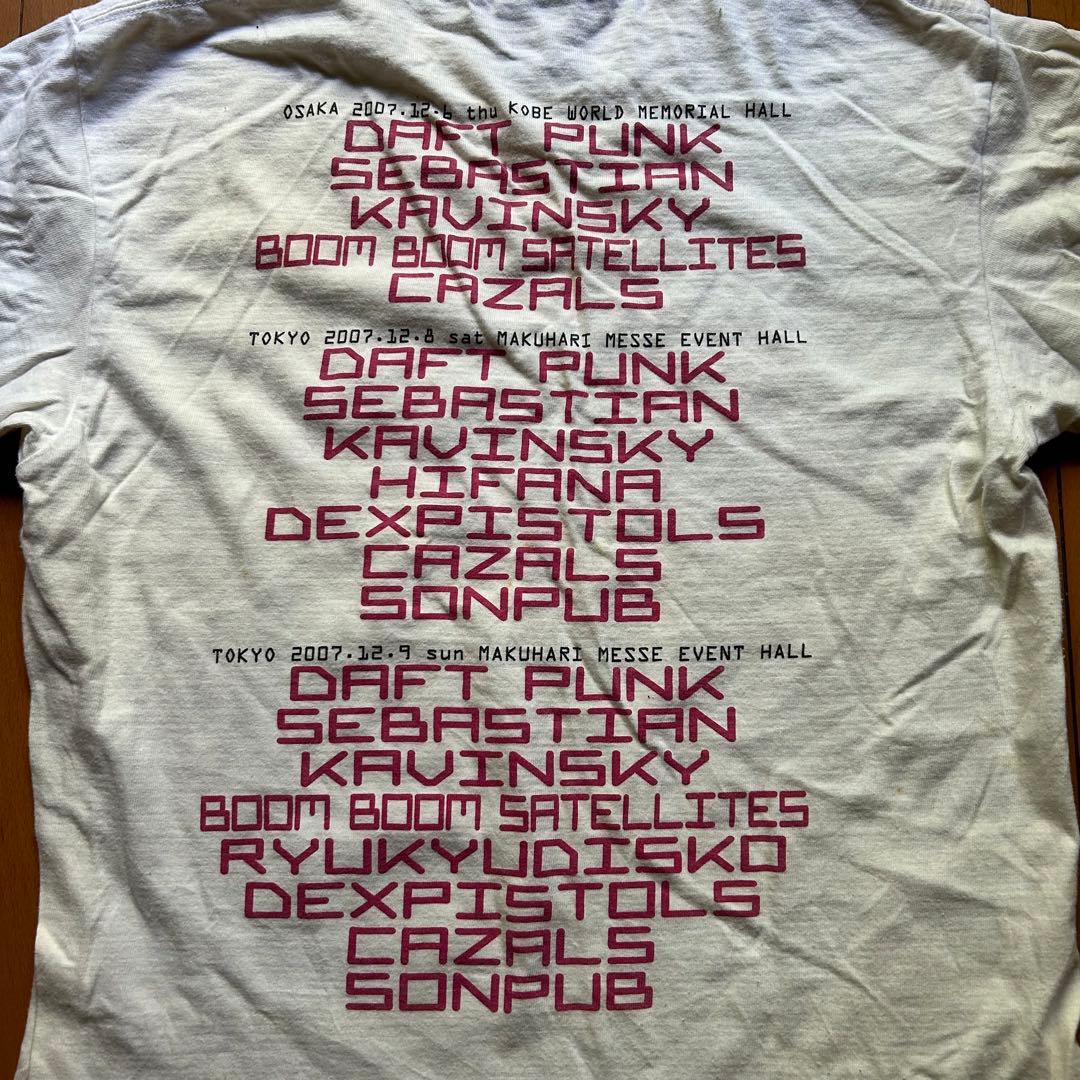 OSAKA 2007.12.6 thu KOBE WORLD MEMORIAL HALL
DAFT PUNK
SEBASTIAN
KAVINSKY
BOOM BOOM SATELLITES
CAZALS
TOKYO 2007.12.8 sat MAKUHARI MESSE EVENT HALL
DAFT PUNK
SEBASTIAN
KAVINSKY
HIFANA
DEXPISTOLS
CAZALS
SONPUB
TOKYO 2007.12.9 sun MAKUHARI MESSE EVENT HALL
DAFT PUNK
SEBASTIAN
KAVINSKY
BOOM BOOM SATELLITES
RYUKYUDISKO
DEXPISTOLS
CAZALS
SONPUB